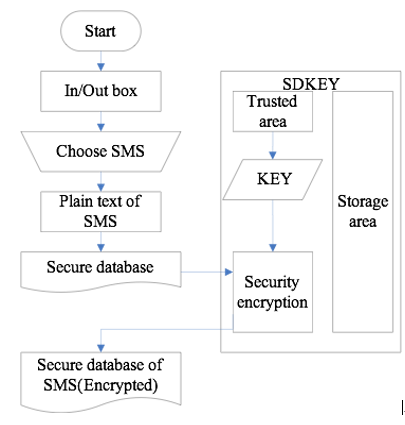 Start
In/Out box
Choose SMS
Plain text of
SMS
Secure database
Secure database of
SMS(Encrypted)
SDKEY
Trusted
area
KEY
Security
encryption
Storage
area